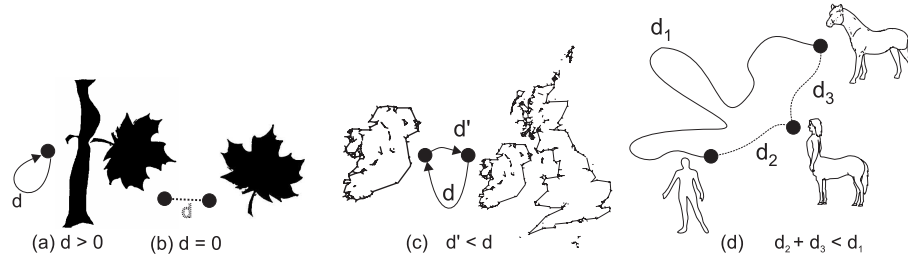 d
(a) d > 0
d
(b) d = 0
d'
d
(c) d' < d
d₁
d₃
d₂
(d) d₂ + d₃ < d₁